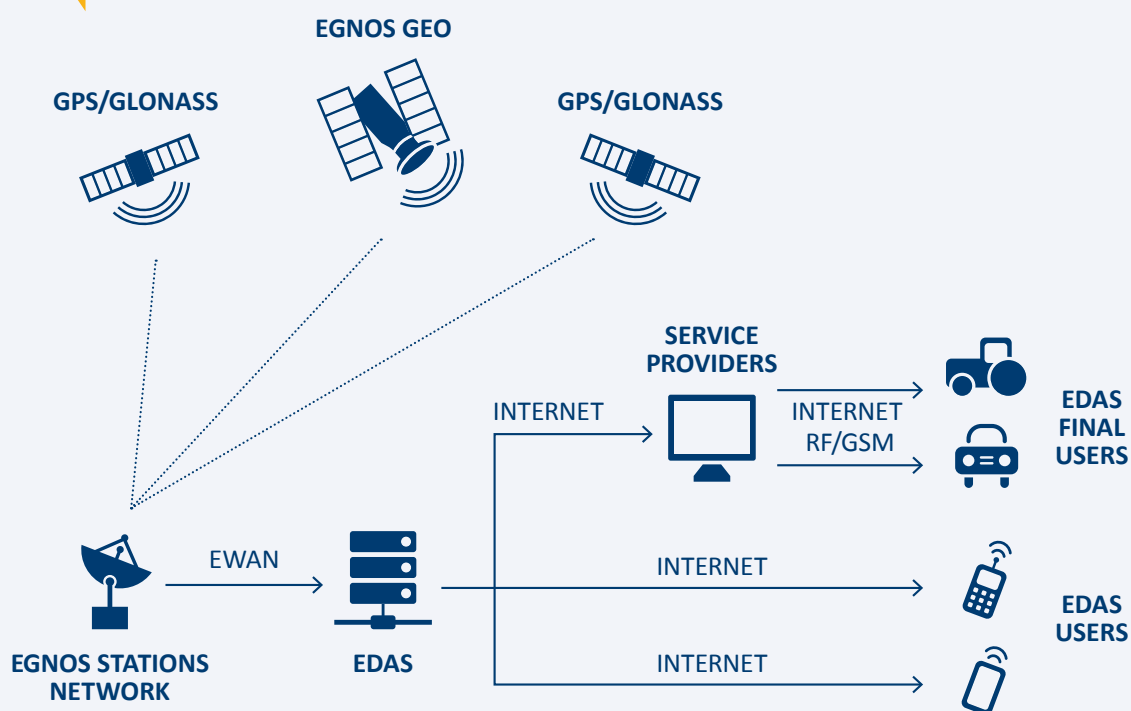 EGNOS GEO
GPS/GLONASS
GPS/GLONASS
SERVICE
PROVIDERS
INTERNET
INTERNET
RF/GSM
EDAS
FINAL
USERS
EWAN
INTERNET
EDAS
USERS
EGNOS STATIONS
NETWORK
EDAS
INTERNET